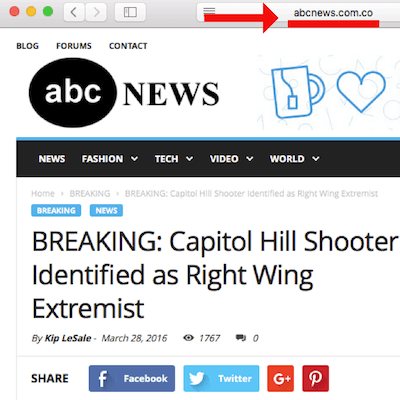 abcnews.com.co
BLOG FORUMS CONTACT
abc NEWS
NEWS FASHION TECH VIDEO WORLD
Home › BREAKING › BREAKING: Capitol Hill Shooter Identified as Right Wing Extremist
BREAKING NEWS
BREAKING: Capitol Hill Shooter
Identified as Right Wing
Extremist
By Kip LeSale - March 28, 2016 1767 0
SHARE Facebook Twitter G+